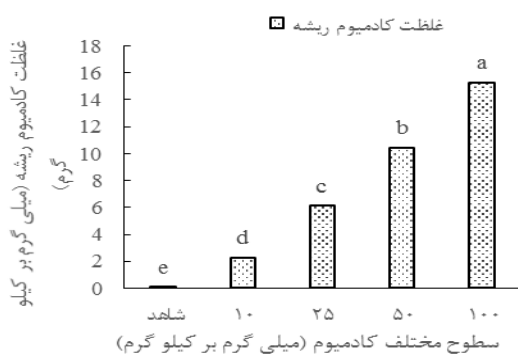 غلظت کادمیوم ریشه
غلظت کادمیوم ریشه (میلی گرم بر کیلو
گرم)
18
16
14
12
10
8
6
4
2
0
e
d
c
b
a
شاهد
۱۰
۲۵
۵۰
۱۰۰
سطوح مختلف کادمیوم (میلی گرم بر کیلو گرم)